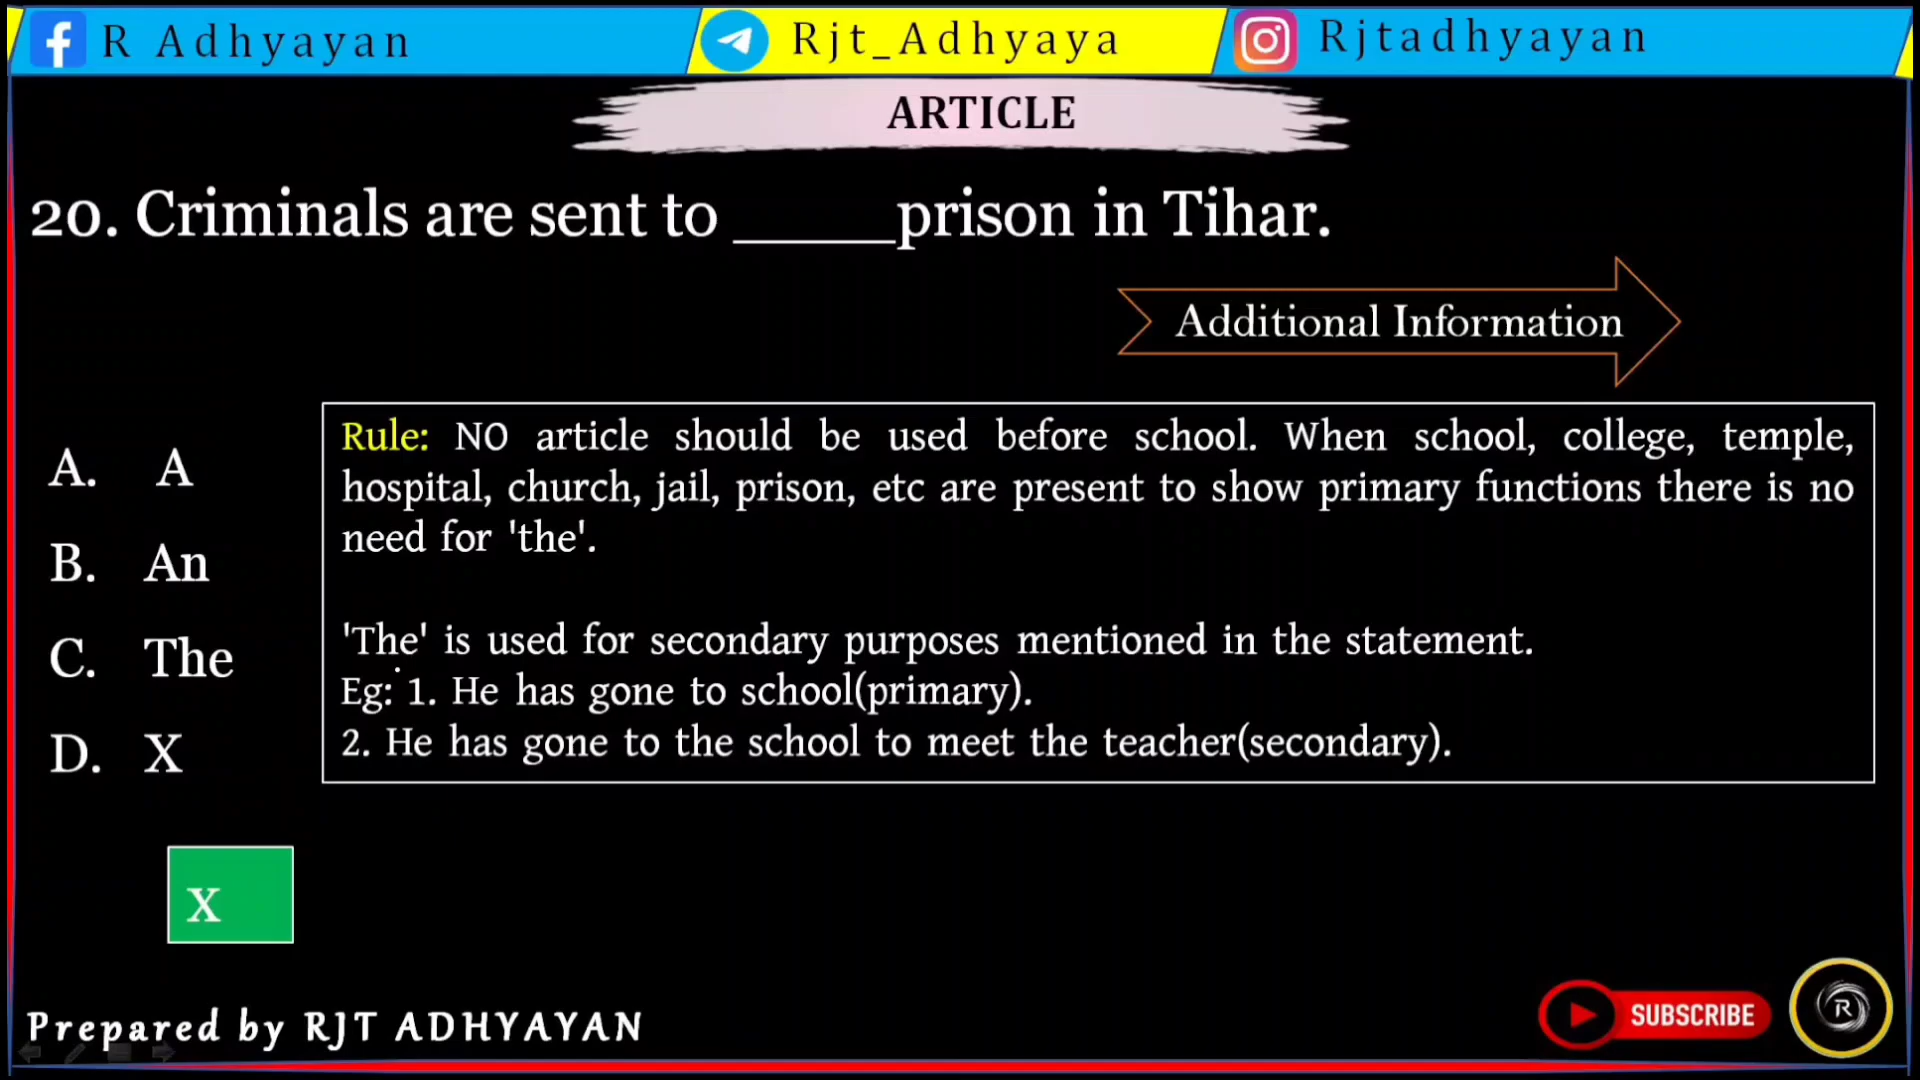 R Adhyayan
Rjt_Adhyaya
Rjtadhyayan
ARTICLE
20. Criminals are sent to _____prison in Tihar.
Additional Information
A. A
B. An
C. The
D. X
Rule: NO article should be used before school. When school, college, temple,
hospital, church, jail, prison, etc are present to show primary functions there is no
need for 'the'.
'The' is used for secondary purposes mentioned in the statement.
Eg: 1. He has gone to school(primary).
2. He has gone to the school to meet the teacher(secondary).
X
Prepared by RJT ADHYAYAN
SUBSCRIBE
R